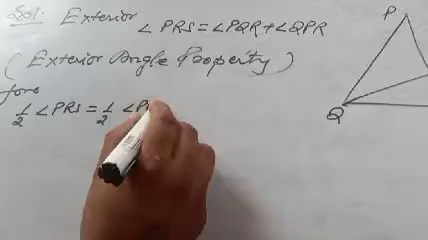 Sol: Exterior ∠PRS = ∠PQR + ∠QPR
(Exterior Angle Property)
fore
1/2 ∠PRS = 1/2 ∠P
P
Q